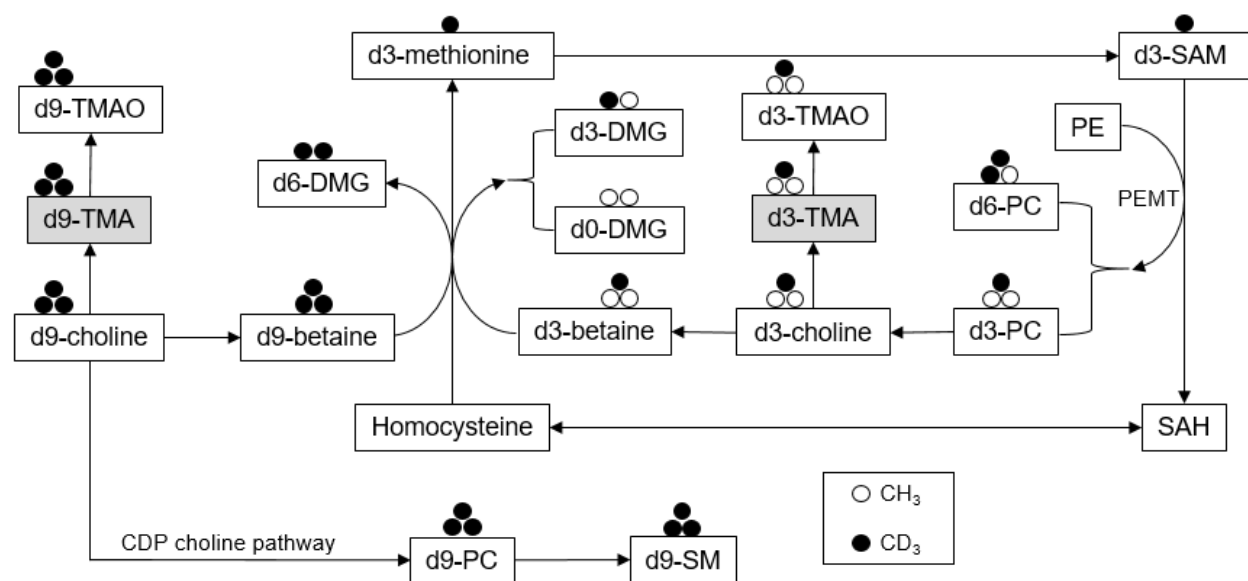 d3-methionine
d3-SAM
d9-TMAO
d3-DMG
d3-TMAO
PE
d6-DMG
d9-TMA
d0-DMG
d3-TMA
d6-PC
PEMT
d9-choline
d9-betaine
d3-betaine
d3-choline
d3-PC
Homocysteine
SAH
CH₃
CD₃
CDP choline pathway
d9-PC
d9-SM